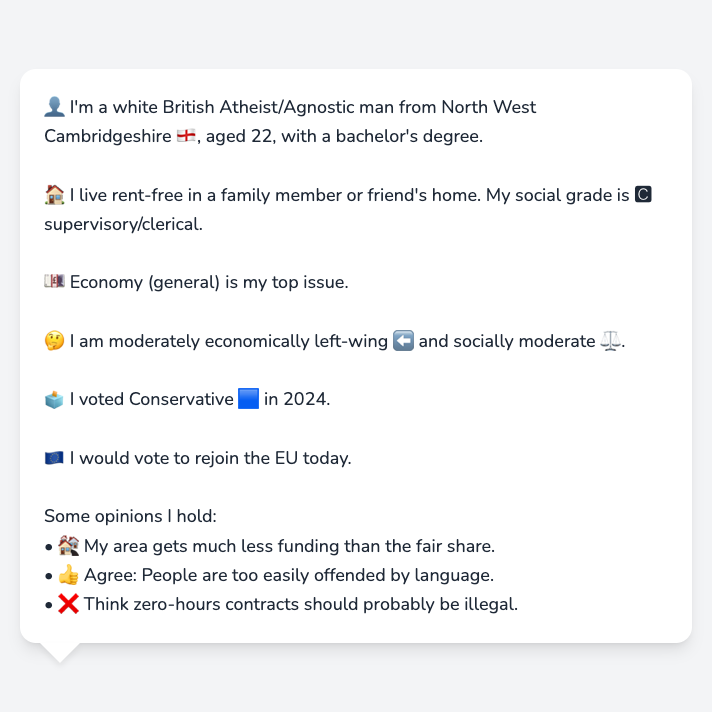 👤 I'm a white British Atheist/Agnostic man from North West
Cambridgeshire 🏴󠁧󠁢󠁥󠁮󠁧󠁿, aged 22, with a bachelor's degree.
🏠 I live rent-free in a family member or friend's home. My social grade is C
supervisory/clerical.
💷 Economy (general) is my top issue.
🤔 I am moderately economically left-wing ⬅️ and socially moderate ⚖️.
🗳️ I voted Conservative 🟦 in 2024.
🇪🇺 I would vote to rejoin the EU today.
Some opinions I hold:
• 🏚️ My area gets much less funding than the fair share.
• 👍 Agree: People are too easily offended by language.
• ❌ Think zero-hours contracts should probably be illegal.